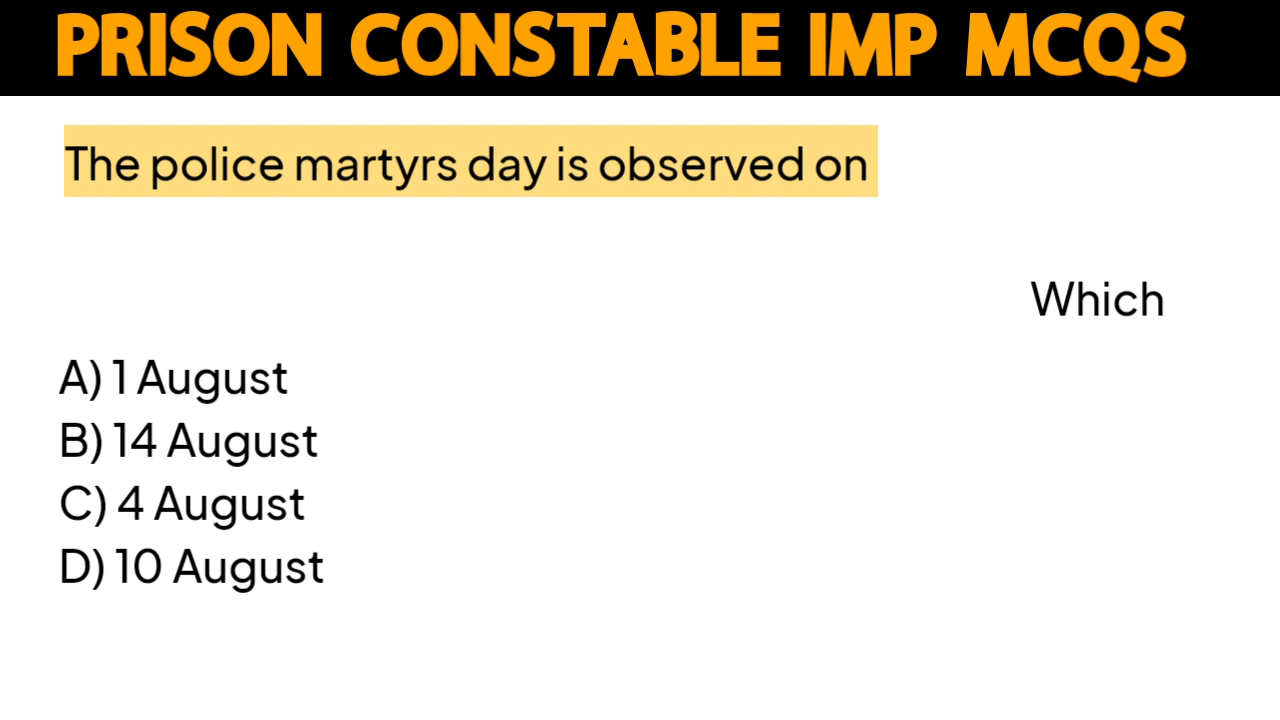 PRISON CONSTABLE IMP MCQS
The police martyrs day is observed on
Which
A) 1 August
B) 14 August
C) 4 August
D) 10 August